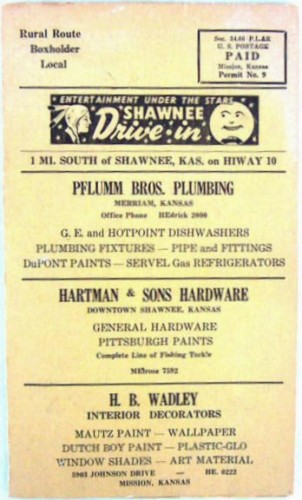 Rural Route
Boxholder
Local
Sec. 34.66 P.L.&R
U. S. POSTAGE
PAID
Mission, Kansas
Permit No. 9
ENTERTAINMENT UNDER THE STARS
SHAWNEE
Drive-in
1 MI. SOUTH of SHAWNEE, KAS. on HIWAY 10
PFLUMM BROS. PLUMBING
MERRIAM, KANSAS
Office Phone HEdrick 2000
G. E. and HOTPOINT DISHWASHERS
PLUMBING FIXTURES — PIPE and FITTINGS
DuPONT PAINTS — SERVEL Gas REFRIGERATORS
HARTMAN & SONS HARDWARE
DOWNTOWN SHAWNEE, KANSAS
GENERAL HARDWARE
PITTSBURGH PAINTS
Complete Line of Fishing Tackle
MElrose 7592
H. B. WADLEY
INTERIOR DECORATORS
MAUTZ PAINT — WALLPAPER
DUTCH BOY PAINT — PLASTIC-GLO
WINDOW SHADES — ART MATERIAL
5903 JOHNSON DRIVE — HE. 0222
MISSION, KANSAS